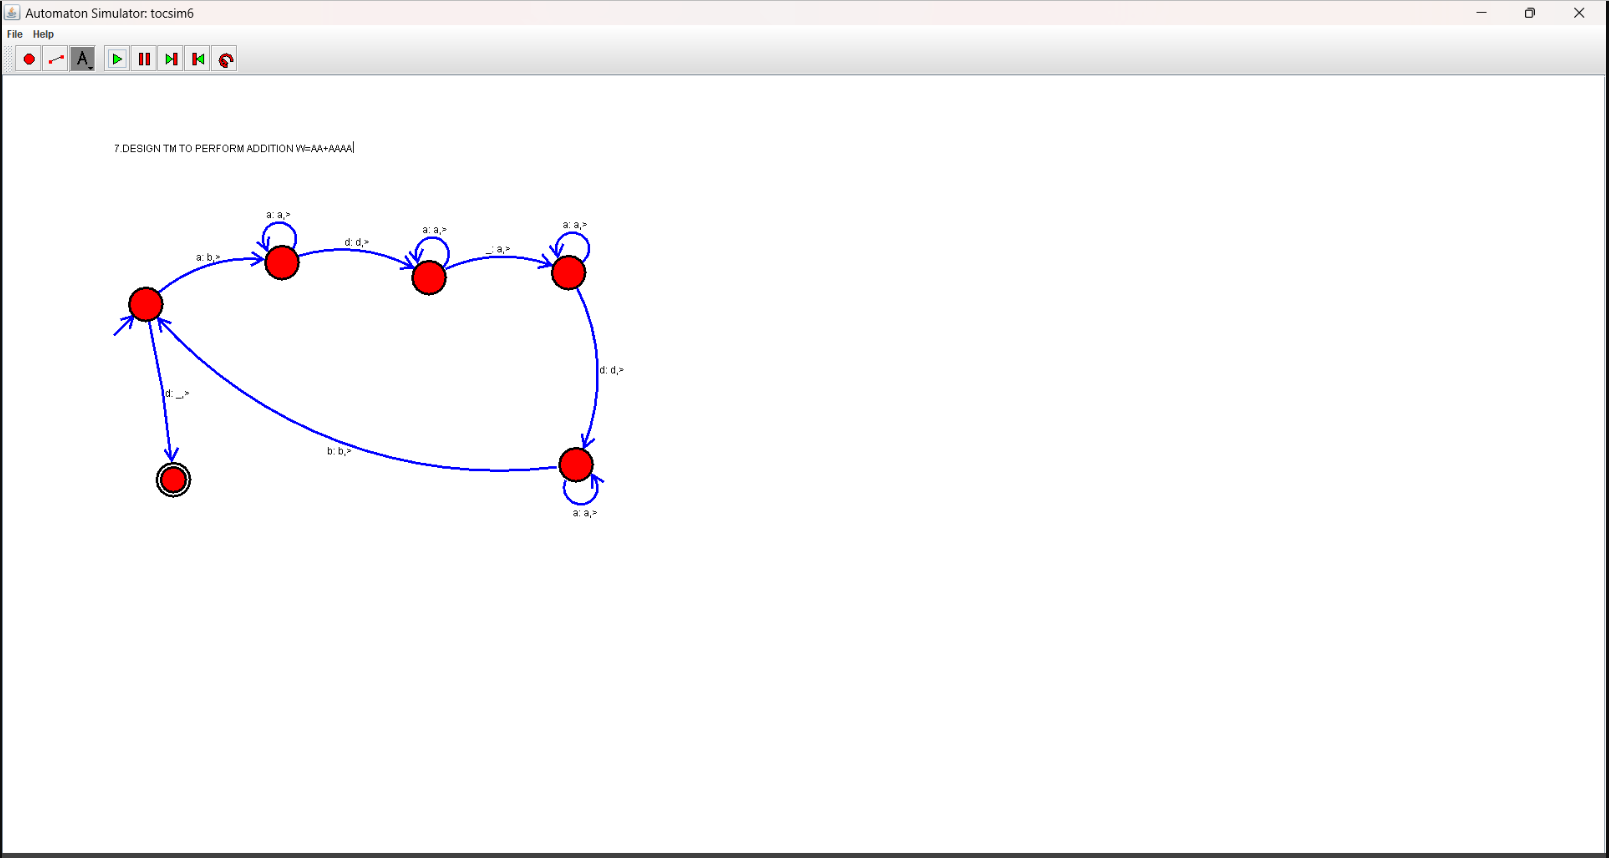 Automaton Simulator: tocsim6
File Help
A
7.DESIGN TM TO PERFORM ADDITION W=AA+AAAA
a: a,>
a: a,>
a: a,>
d: d,>
_: a,>
a: b,>
d: d,>
d: _,>
b: b,>
a: a,>